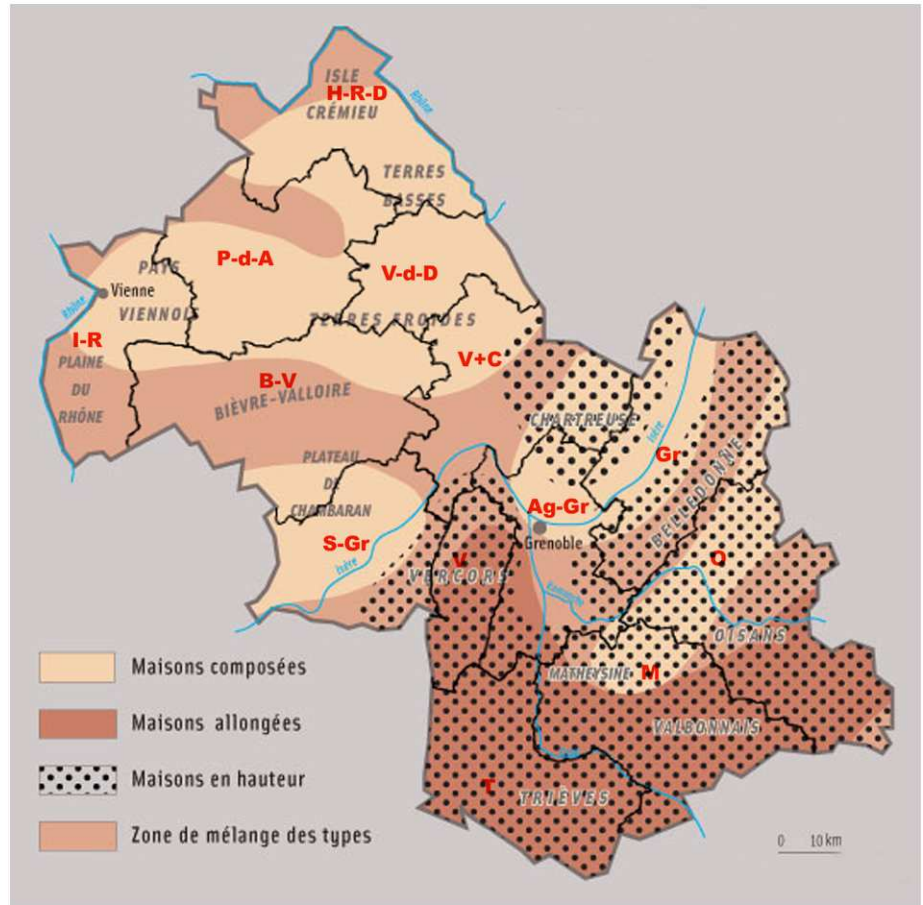 ISLE
H-R-D
CRÉMIEU
Rhône
TERRES
BASSES
P-d-A
V-d-D
PAYS
Vienne
Rhône
VIENNOIS
TERRES FROIDES
I-R
V+C
PLAINE
DU
RHÔNE
B-V
BIÈVRE-VALLOIRE
CHARTREUSE
Isère
Gr
PLATEAU
DE
CHAMBARAN
BELLEDONNE
Ag-Gr
Grenoble
S-Gr
Isère
V
VERCORS
O
Romanche
OISANS
MATHEYSINE
M
VALBONNAIS
T
TRIÈVES
Maisons composées
Maisons allongées
Maisons en hauteur
Zone de mélange des types
0 10 km